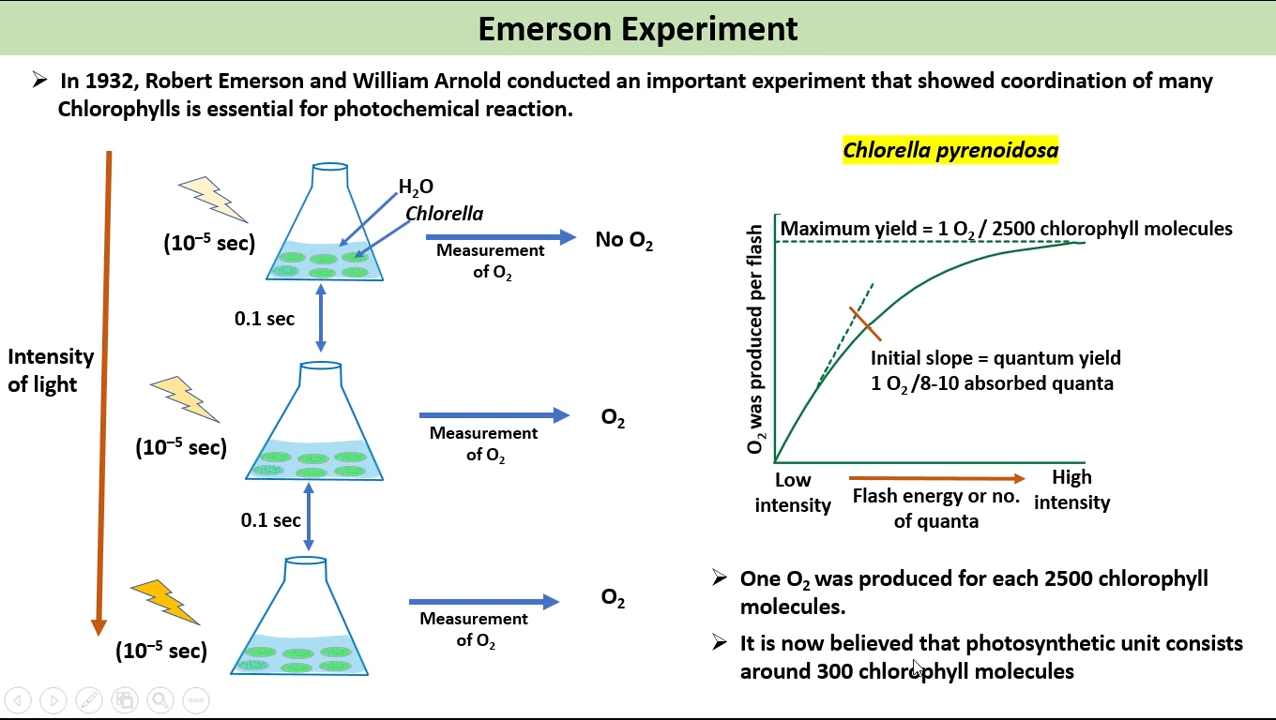 Emerson Experiment
➢ In 1932, Robert Emerson and William Arnold conducted an important experiment that showed coordination of many
Chlorophylls is essential for photochemical reaction.
Intensity
of light
(10⁻⁵ sec)
H₂O
Chlorella
Measurement
of O₂
No O₂
0.1 sec
(10⁻⁵ sec)
Measurement
of O₂
O₂
0.1 sec
(10⁻⁵ sec)
Measurement
of O₂
O₂
Chlorella pyrenoidosa
O₂ was produced per flash
Maximum yield = 1 O₂ / 2500 chlorophyll molecules
Initial slope = quantum yield
1 O₂ /8-10 absorbed quanta
Low
intensity
Flash energy or no.
of quanta
High
intensity
➢ One O₂ was produced for each 2500 chlorophyll
molecules.
➢ It is now believed that photosynthetic unit consists
around 300 chlorophyll molecules